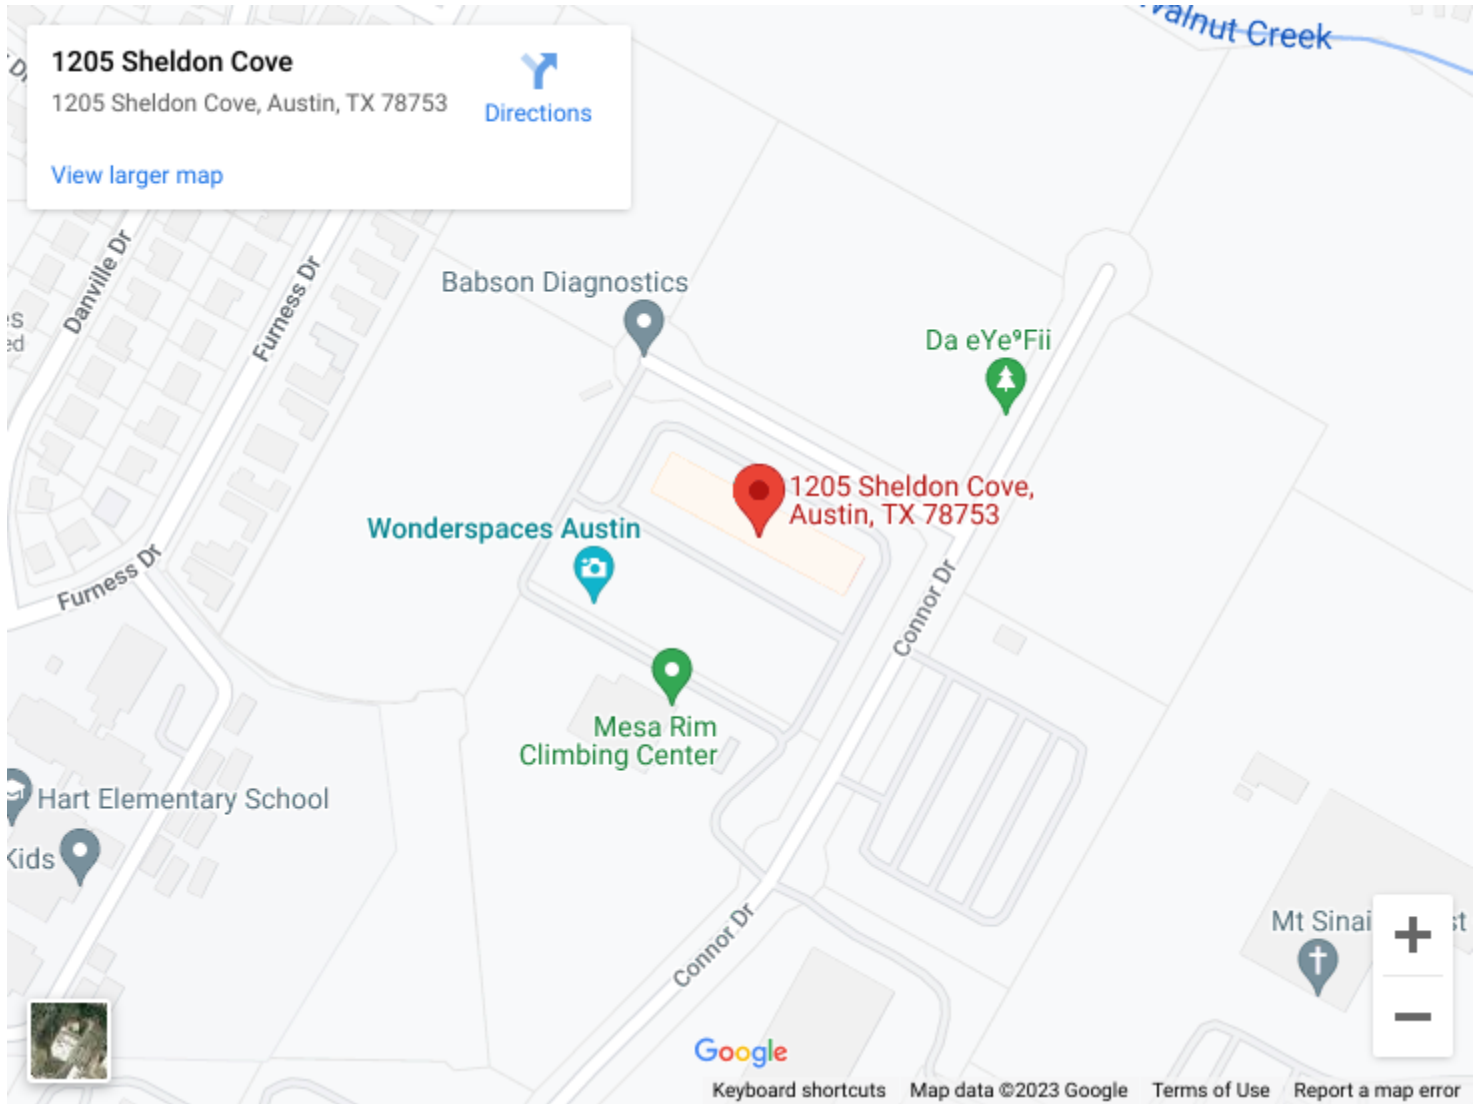 1205 Sheldon Cove
1205 Sheldon Cove, Austin, TX 78753
Directions
View larger map
Walnut Creek
Danville Dr
Furness Dr
Babson Diagnostics
Da eYe⁹Fii
1205 Sheldon Cove,
Austin, TX 78753
Wonderspaces Austin
Furness Dr
Connor Dr
Mesa Rim
Climbing Center
Hart Elementary School
Kids
Mt Sinai
Connor Dr
Google
Keyboard shortcuts
Map data ©2023 Google
Terms of Use
Report a map error